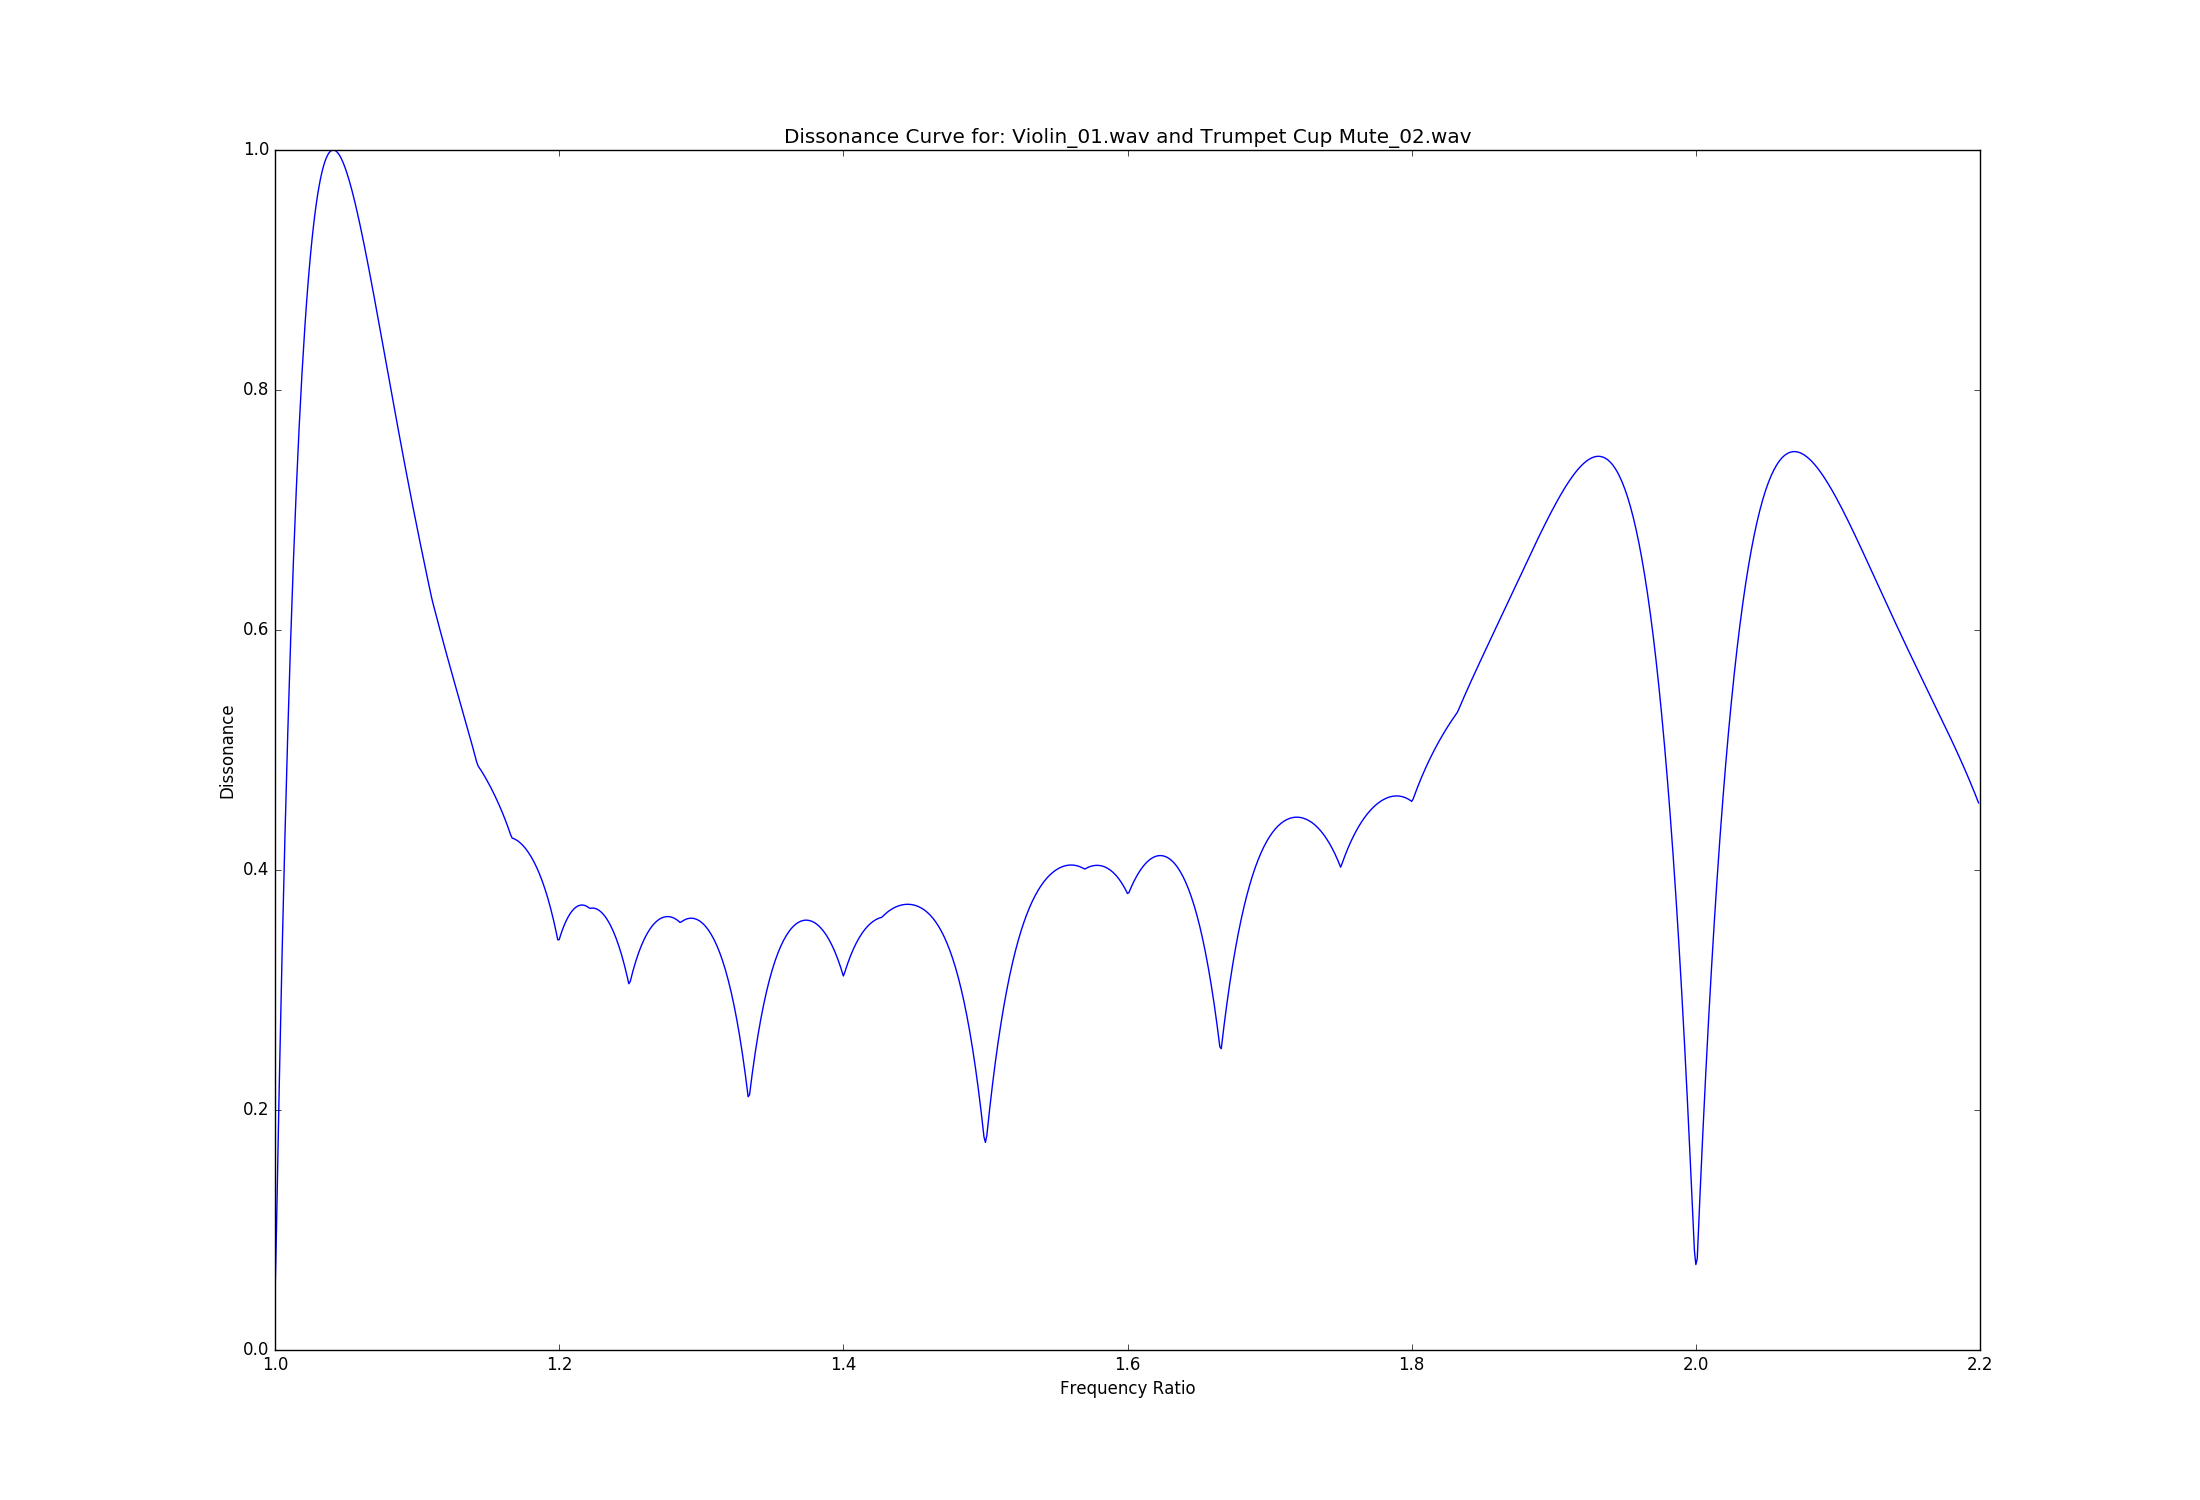 Dissonance Curve for: Violin_01.wav and Trumpet Cup Mute_02.wav
1.0
0.8
0.6
0.4
0.2
0.0
Dissonance
1.0 1.2 1.4 1.6 1.8 2.0 2.2
Frequency Ratio